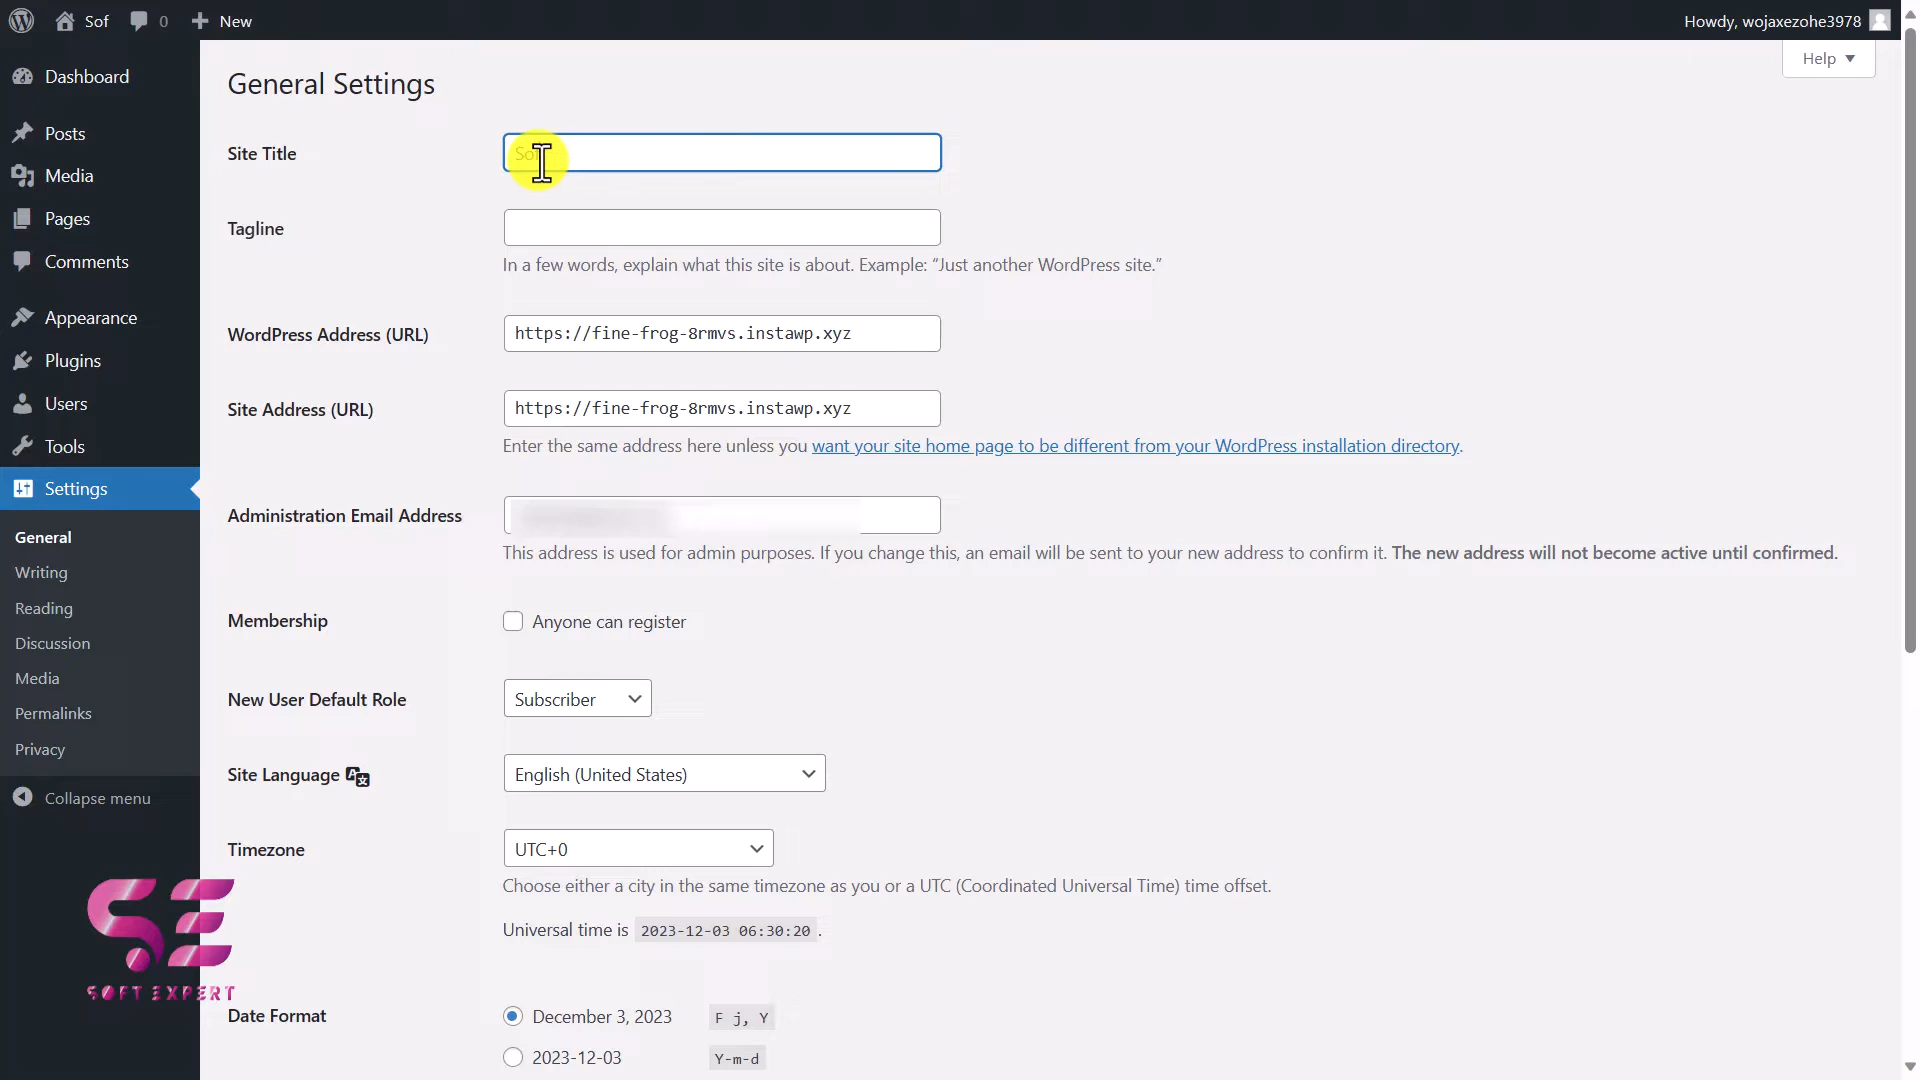 Sof
0
New
Howdy, wojaxezohe3978
Help
Dashboard
Posts
Media
Pages
Comments
Appearance
Plugins
Users
Tools
Settings
General
Writing
Reading
Discussion
Media
Permalinks
Privacy
Collapse menu
General Settings
Site Title
Tagline
In a few words, explain what this site is about. Example: “Just another WordPress site.”
WordPress Address (URL)
https://fine-frog-8rmvs.instawp.xyz
Site Address (URL)
https://fine-frog-8rmvs.instawp.xyz
Enter the same address here unless you want your site home page to be different from your WordPress installation directory.
Administration Email Address
This address is used for admin purposes. If you change this, an email will be sent to your new address to confirm it. The new address will not become active until confirmed.
Membership
Anyone can register
New User Default Role
Subscriber
Site Language
English (United States)
Timezone
UTC+0
Choose either a city in the same timezone as you or a UTC (Coordinated Universal Time) time offset.
Universal time is 2023-12-03 06:30:20 .
Date Format
December 3, 2023 F j, Y
2023-12-03 Y-m-d
SE
SOFT EXPERT